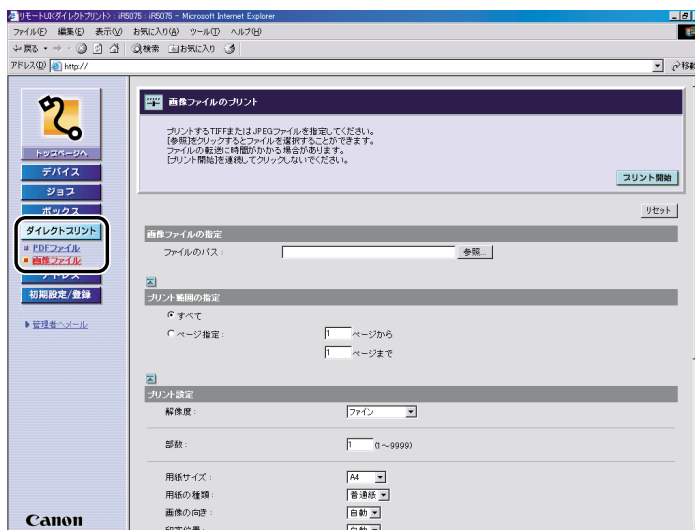 リモートUI<ダイレクトプリント> : iR5075 : iR5075 - Microsoft Internet Explorer
ファイル(F) 編集(E) 表示(V) お気に入り(A) ツール(T) ヘルプ(H)
戻る 検索 お気に入り
アドレス(D) http:// 移動
画像ファイルのプリント
プリントするTIFFまたはJPEGファイルを指定してください。
[参照]をクリックするとファイルを選択することができます。
ファイルの転送に時間がかかる場合があります。
[プリント開始]を連続してクリックしないでください。
プリント開始
リセット
トップページへ
デバイス
ジョブ
ボックス
ダイレクトプリント
PDFファイル
画像ファイル
アドレス
初期設定/登録
管理者へメール
Canon
画像ファイルの指定
ファイルのパス : 参照...
プリント範囲の指定
すべて
ページ指定 : 1 ページから
1 ページまで
プリント設定
解像度 : ファイン
部数 : 1 (1~9999)
用紙サイズ : A4
用紙の種類 : 普通紙
画像の向き : 自動
印字位置 : 自動